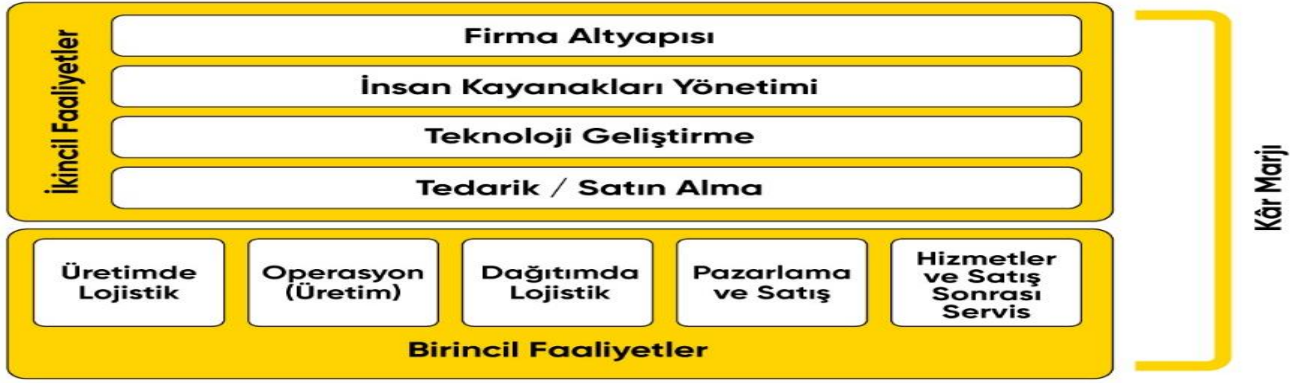 İkincil Faaliyetler
Firma Altyapısı
İnsan Kayanakları Yönetimi
Teknoloji Geliştirme
Tedarik / Satın Alma
Üretimde
Lojistik
Operasyon
(Üretim)
Dağıtımda
Lojistik
Pazarlama
ve Satış
Hizmetler
ve Satış
Sonrası
Servis
Birincil Faaliyetler
Kâr Marjı